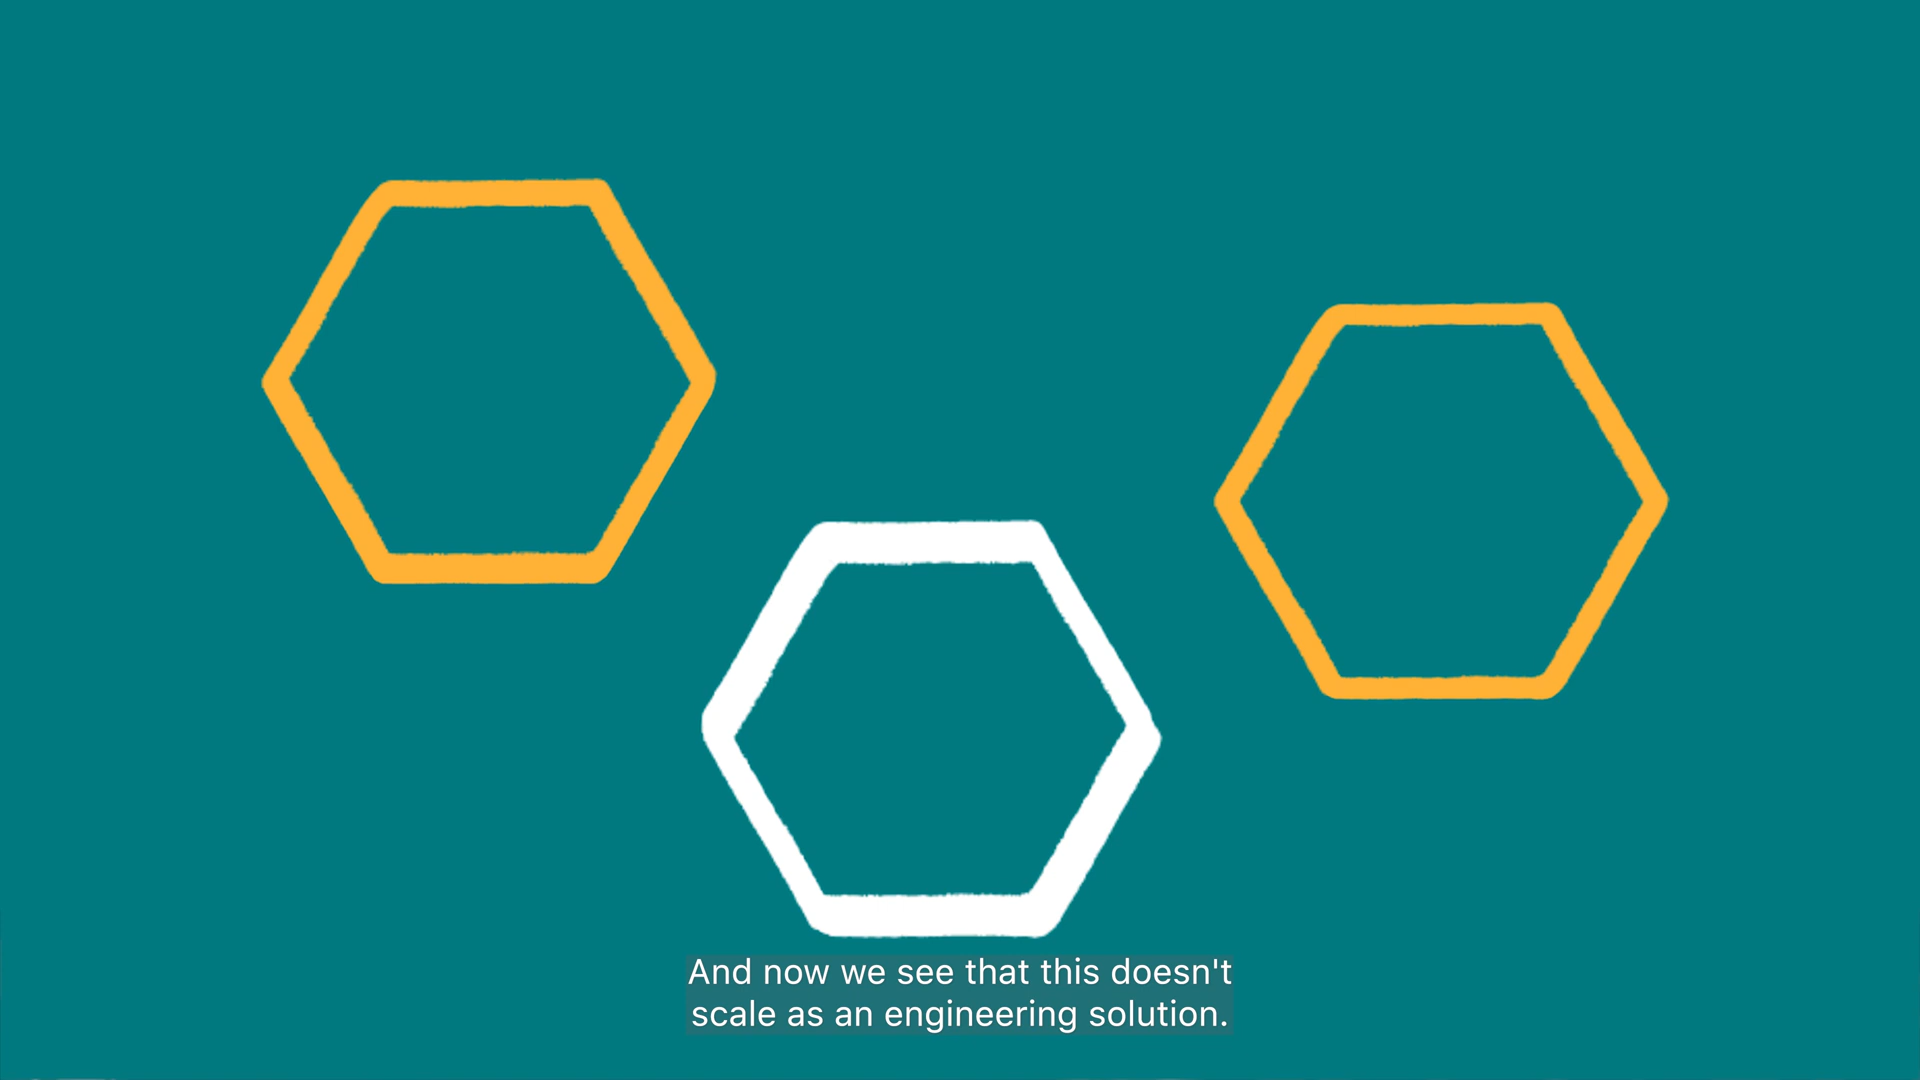 And now we see that this doesn't
scale as an engineering solution.